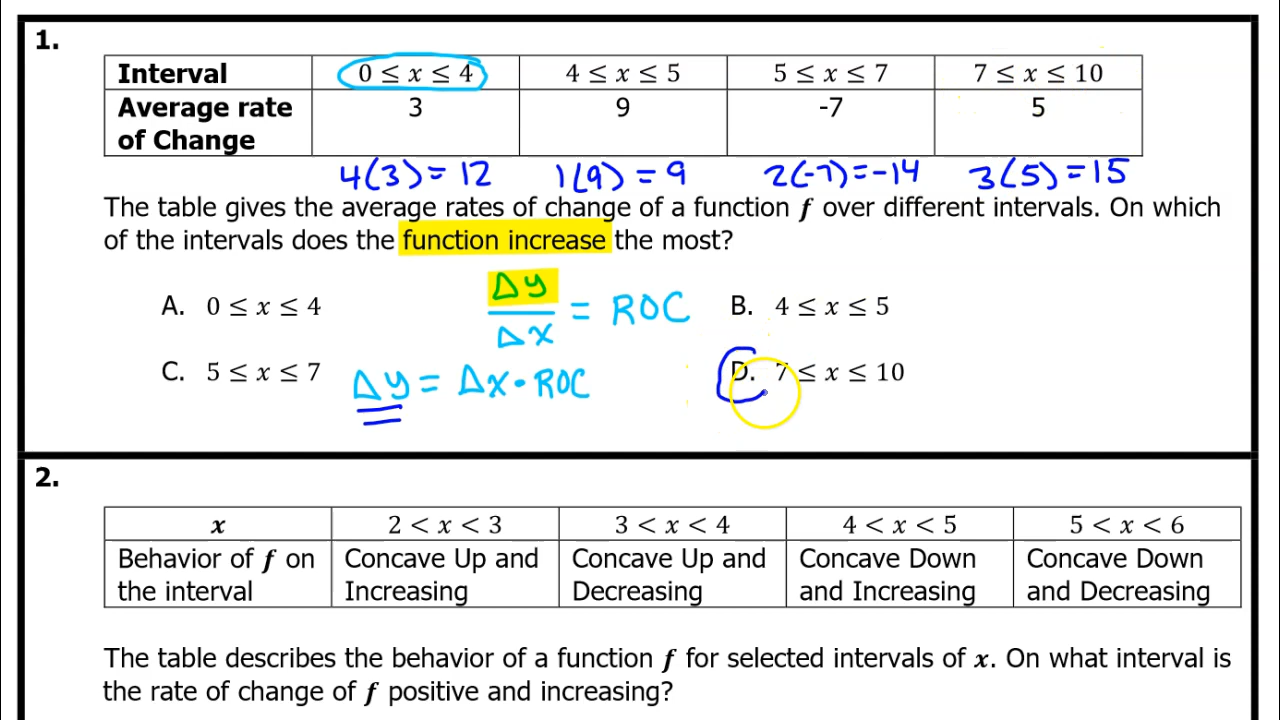 1.
Interval 0 ≤ x ≤ 4 4 ≤ x ≤ 5 5 ≤ x ≤ 7 7 ≤ x ≤ 10
Average rate of Change 3 9 -7 5
4(3) = 12 1(9) = 9 2(-7) = -14 3(5) = 15
The table gives the average rates of change of a function f over different intervals. On which
of the intervals does the function increase the most?
Δy/Δx = ROC
A. 0 ≤ x ≤ 4 B. 4 ≤ x ≤ 5
C. 5 ≤ x ≤ 7 D. 7 ≤ x ≤ 10
Δy = Δx • ROC
2.
x 2 < x < 3 3 < x < 4 4 < x < 5 5 < x < 6
Behavior of f on Concave Up and Concave Up and Concave Down Concave Down
the interval Increasing Decreasing and Increasing and Decreasing
The table describes the behavior of a function f for selected intervals of x. On what interval is
the rate of change of f positive and increasing?